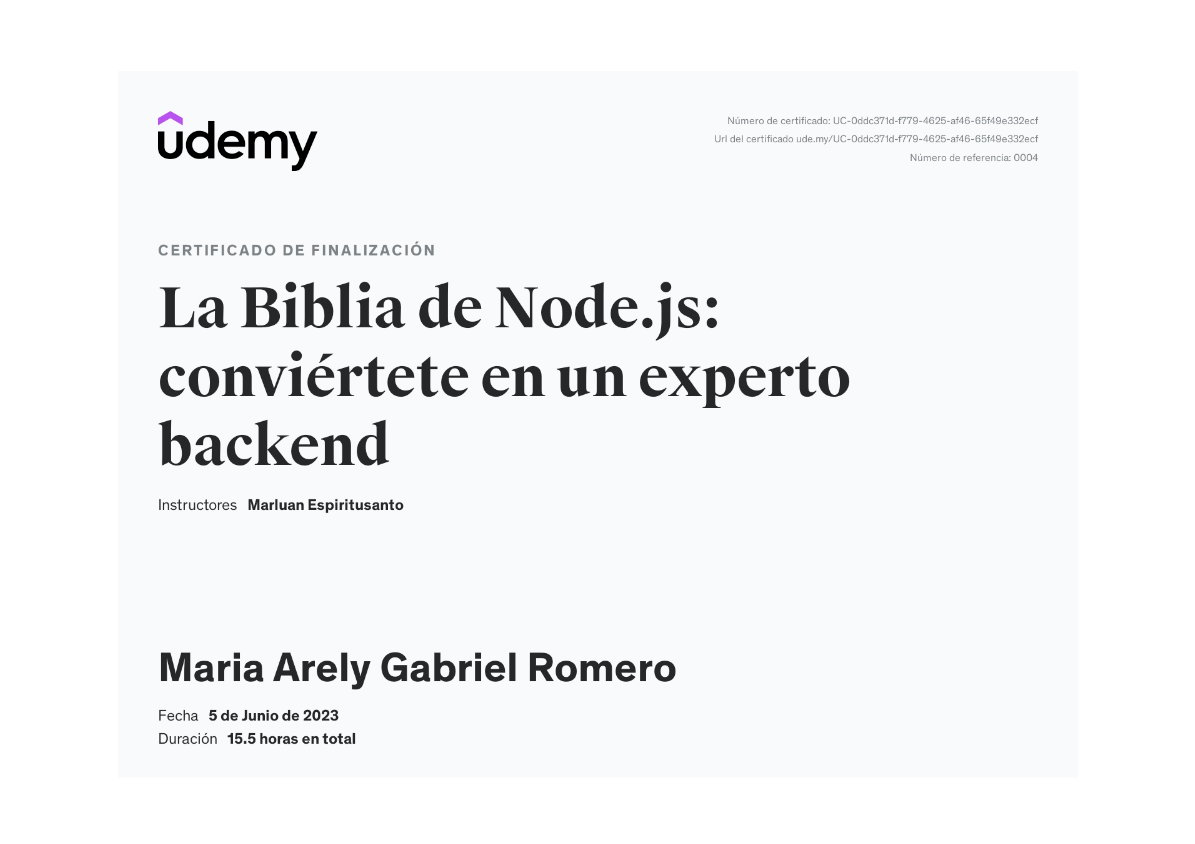 udemy
Número de certificado: UC-0ddc371d-f779-4625-af46-65f49e332ecf
Url del certificado ude.my/UC-0ddc371d-f779-4625-af46-65f49e332ecf
Número de referencia: 0004
CERTIFICADO DE FINALIZACIÓN
La Biblia de Node.js:
conviértete en un experto
backend
Instructores Marluan Espiritusanto
Maria Arely Gabriel Romero
Fecha 5 de Junio de 2023
Duración 15.5 horas en total